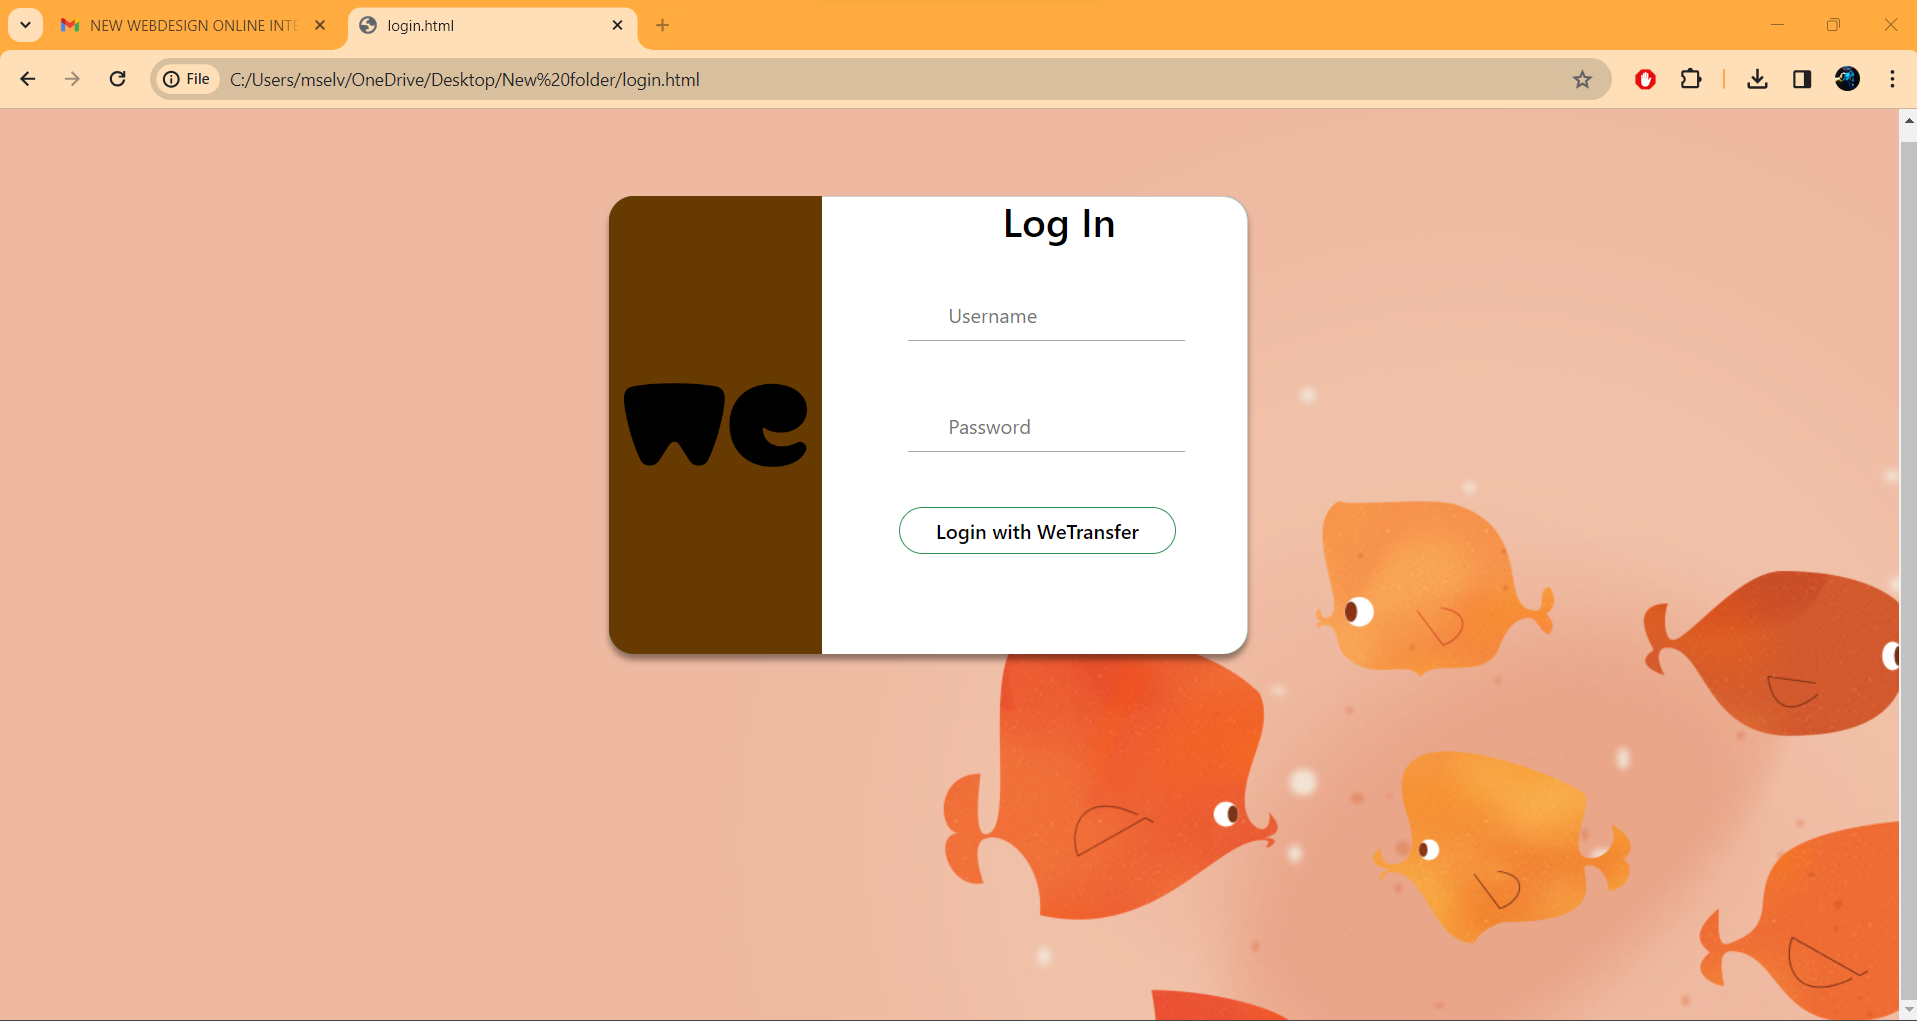 NEW WEBDESIGN ONLINE INTE
login.html
File
C:/Users/mselv/OneDrive/Desktop/New%20folder/login.html
Log In
we
Username
Password
Login with WeTransfer